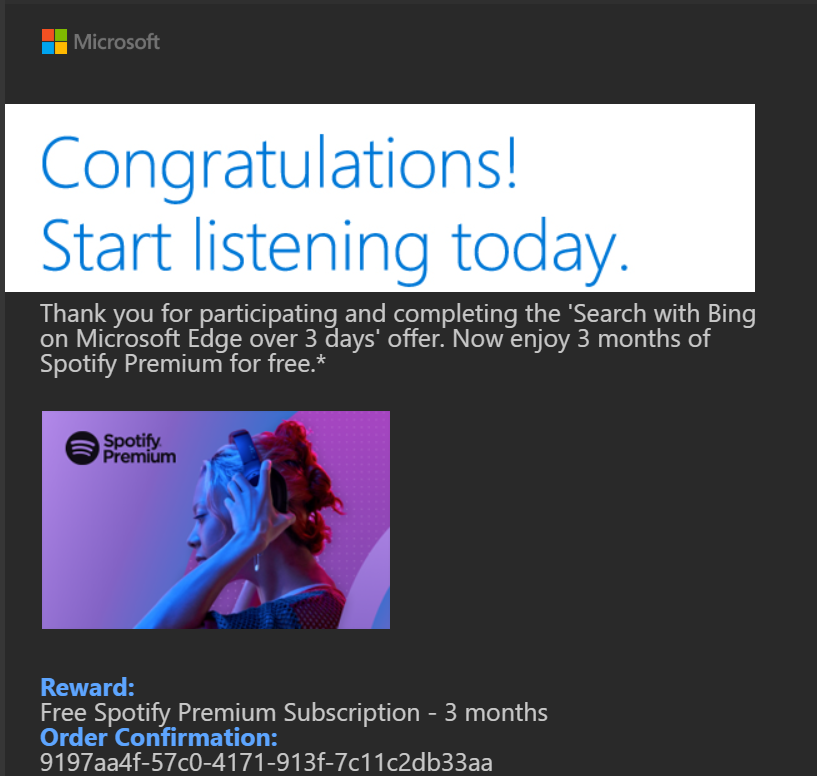 Microsoft
Congratulations!
Start listening today.
Thank you for participating and completing the 'Search with Bing
on Microsoft Edge over 3 days' offer. Now enjoy 3 months of
Spotify Premium for free.*
Spotify
Premium
Reward:
Free Spotify Premium Subscription - 3 months
Order Confirmation:
9197aa4f-57c0-4171-913f-7c11c2db33aa